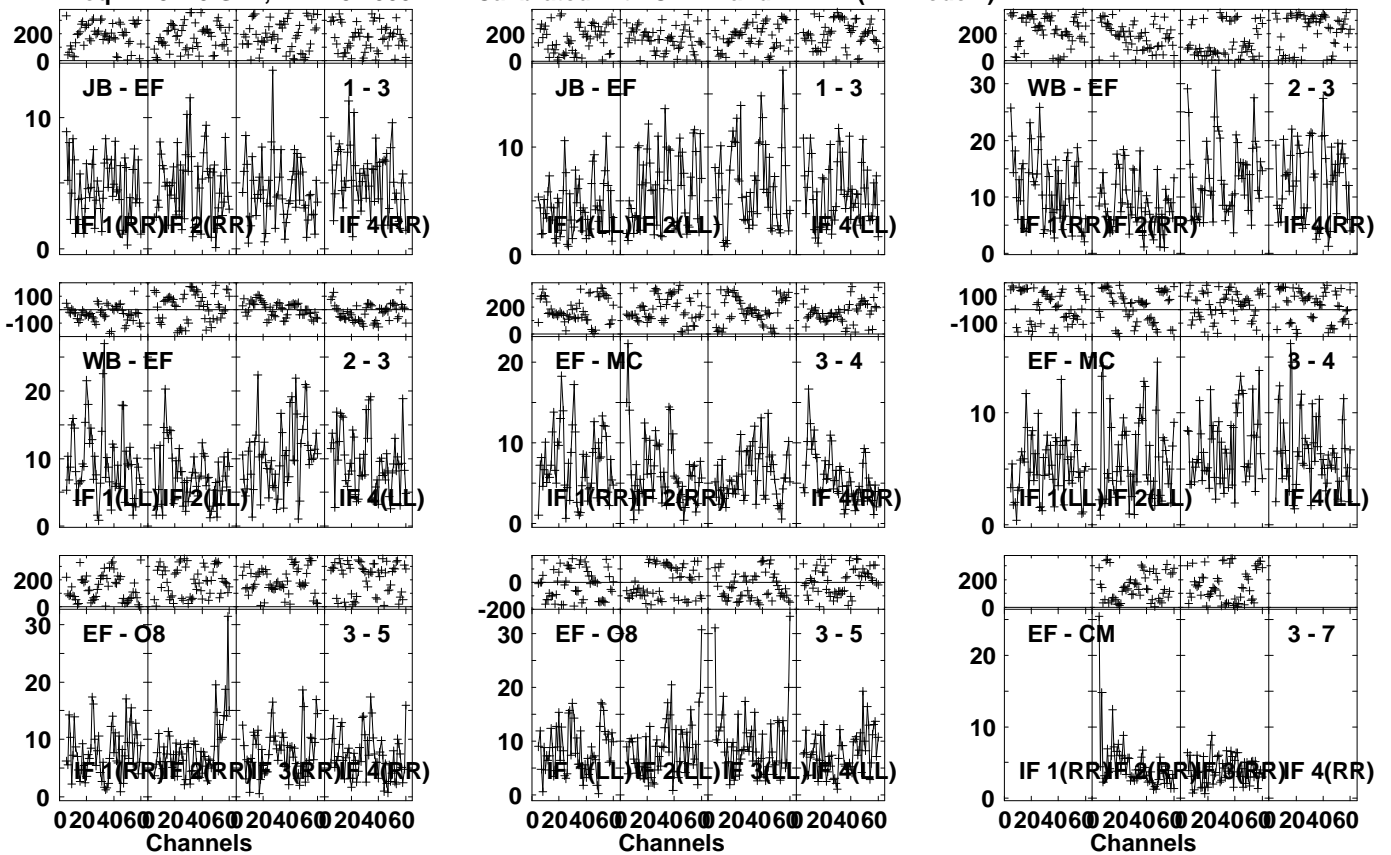 200
0
200
0
200
0
JB - EF 1 - 3
10
0
IF 1(RR) IF 2(RR) IF 4(RR)
JB - EF 1 - 3
10
0
IF 1(LL) IF 2(LL) IF 4(LL)
WB - EF 2 - 3
30
20
10
0
IF 1(RR) IF 2(RR) IF 4(RR)
100
-100
200
0
100
-100
WB - EF 2 - 3
20
10
0
IF 1(LL) IF 2(LL) IF 4(LL)
EF - MC 3 - 4
20
10
0
IF 1(RR) IF 2(RR) IF 4(RR)
EF - MC 3 - 4
10
0
IF 1(LL) IF 2(LL) IF 4(LL)
200
0
0
-200
200
0
EF - O8 3 - 5
30
20
10
0
IF 1(RR) IF 2(RR) IF 3(RR) IF 4(RR)
0 20 40 60 0 20 40 60 0 20 40 60 0 20 40 60
Channels
EF - O8 3 - 5
30
20
10
0
IF 1(LL) IF 2(LL) IF 3(LL) IF 4(LL)
0 20 40 60 0 20 40 60 0 20 40 60 0 20 40 60
Channels
EF - CM 3 - 7
20
10
0
IF 1(RR) IF 2(RR) IF 3(RR) IF 4(RR)
0 20 40 60 0 20 40 60 0 20 40 60 0 20 40 60
Channels